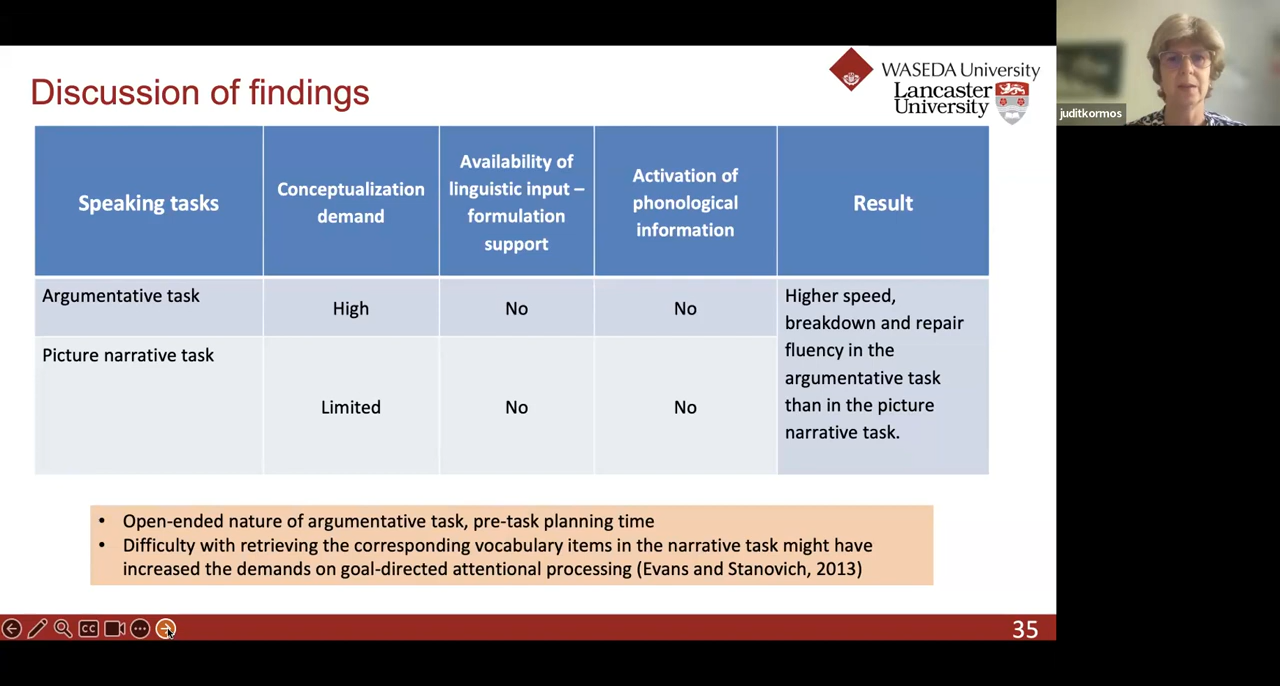 Discussion of findings
WASEDA University
Lancaster
University
juditkormos
Speaking tasks
Conceptualization
demand
Availability of
linguistic input –
formulation
support
Activation of
phonological
information
Result
Argumentative task
High
No
No
Higher speed,
breakdown and repair
fluency in the
argumentative task
than in the picture
narrative task.
Picture narrative task
Limited
No
No
• Open-ended nature of argumentative task, pre-task planning time
• Difficulty with retrieving the corresponding vocabulary items in the narrative task might have
increased the demands on goal-directed attentional processing (Evans and Stanovich, 2013)
CC
35